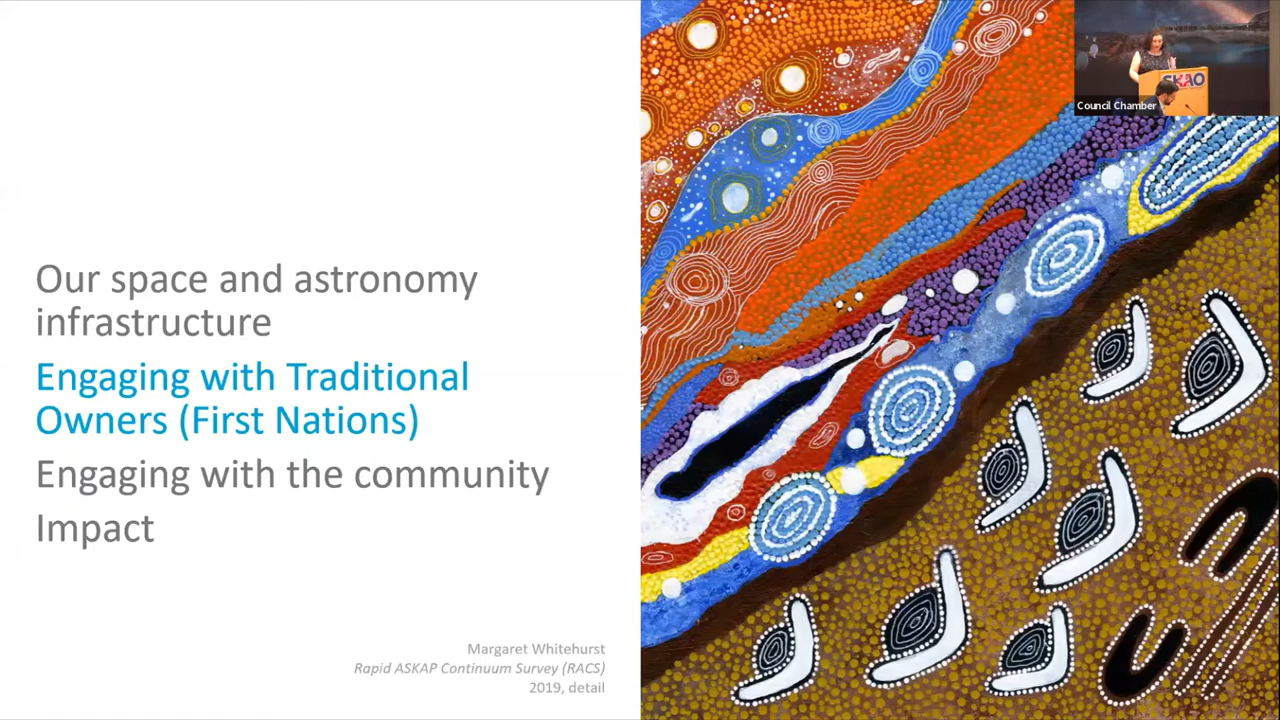 Our space and astronomy
infrastructure
Engaging with Traditional
Owners (First Nations)
Engaging with the community
Impact
Margaret Whitehurst
Rapid ASKAP Continuum Survey (RACS)
2019, detail
SKAO
Council Chamber